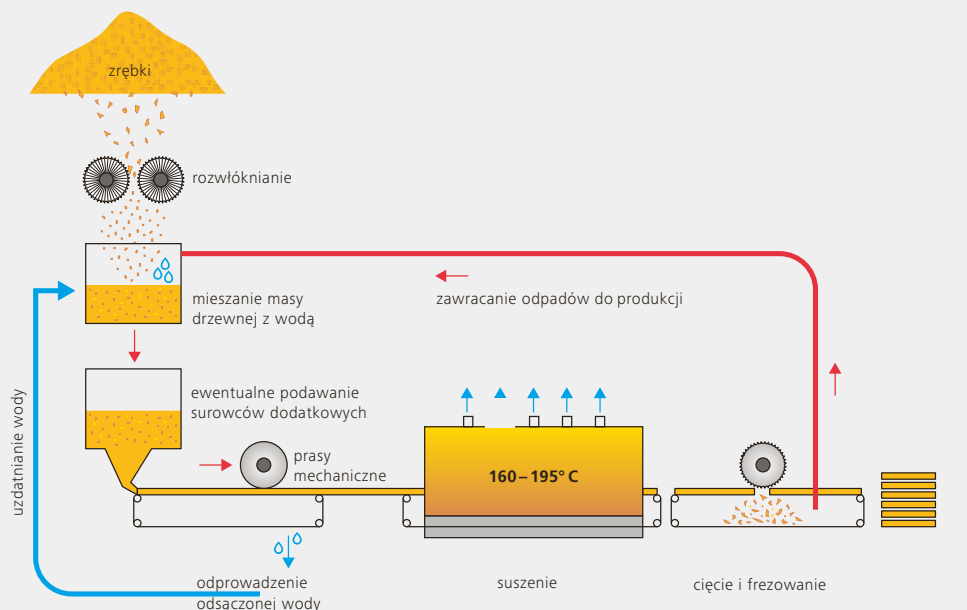 zrębki
rozwłóknianie
mieszanie masy
drzewnej z wodą
zawracanie odpadów do produkcji
ewentualne podawanie
surowców dodatkowych
uzdatnianie wody
prasy
mechaniczne
160–195° C
odprowadzenie
odsączonej wody
suszenie
cięcie i frezowanie